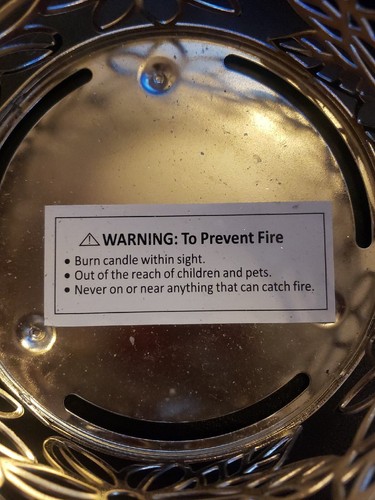 ⚠ WARNING: To Prevent Fire
• Burn candle within sight.
• Out of the reach of children and pets.
• Never on or near anything that can catch fire.